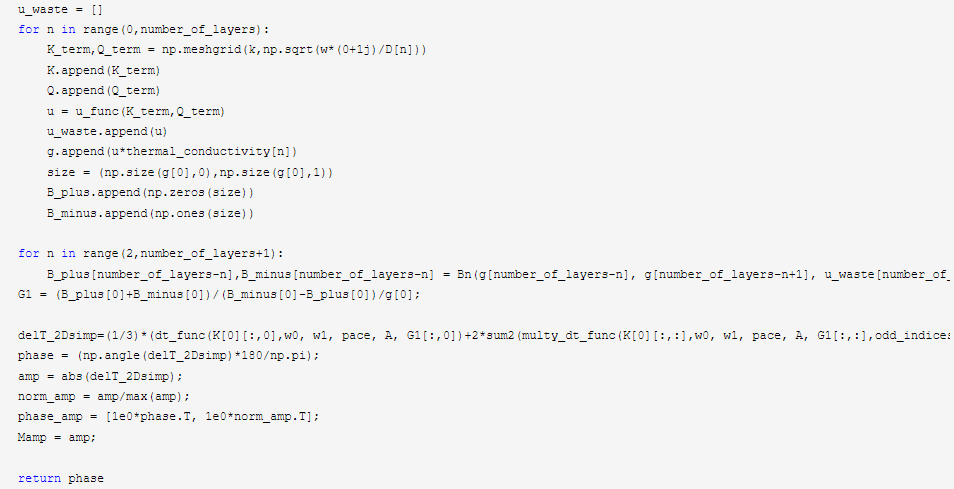 u_waste = []
for n in range(0,number_of_layers):
    K_term,Q_term = np.meshgrid(k,np.sqrt(w*(0+1j)/D[n]))
    K.append(K_term)
    Q.append(Q_term)
    u = u_func(K_term,Q_term)
    u_waste.append(u)
    g.append(u*thermal_conductivity[n])
    size = (np.size(g[0],0),np.size(g[0],1))
    B_plus.append(np.zeros(size))
    B_minus.append(np.ones(size))
for n in range(2,number_of_layers+1):
    B_plus[number_of_layers-n],B_minus[number_of_layers-n] = Bn(g[number_of_layers-n], g[number_of_layers-n+1], u_waste[number_of_
G1 = (B_plus[0]+B_minus[0])/(B_minus[0]-B_plus[0])/g[0];
delT_2Dsimp=(1/3)*(dt_func(K[0][:,0],w0, w1, pace, A, G1[:,0])+2*sum2(multy_dt_func(K[0][:,:],w0, w1, pace, A, G1[:,:],odd_indices
phase = (np.angle(delT_2Dsimp)*180/np.pi);
amp = abs(delT_2Dsimp);
norm_amp = amp/max(amp);
phase_amp = [1e0*phase.T, 1e0*norm_amp.T];
Mamp = amp;
return phase